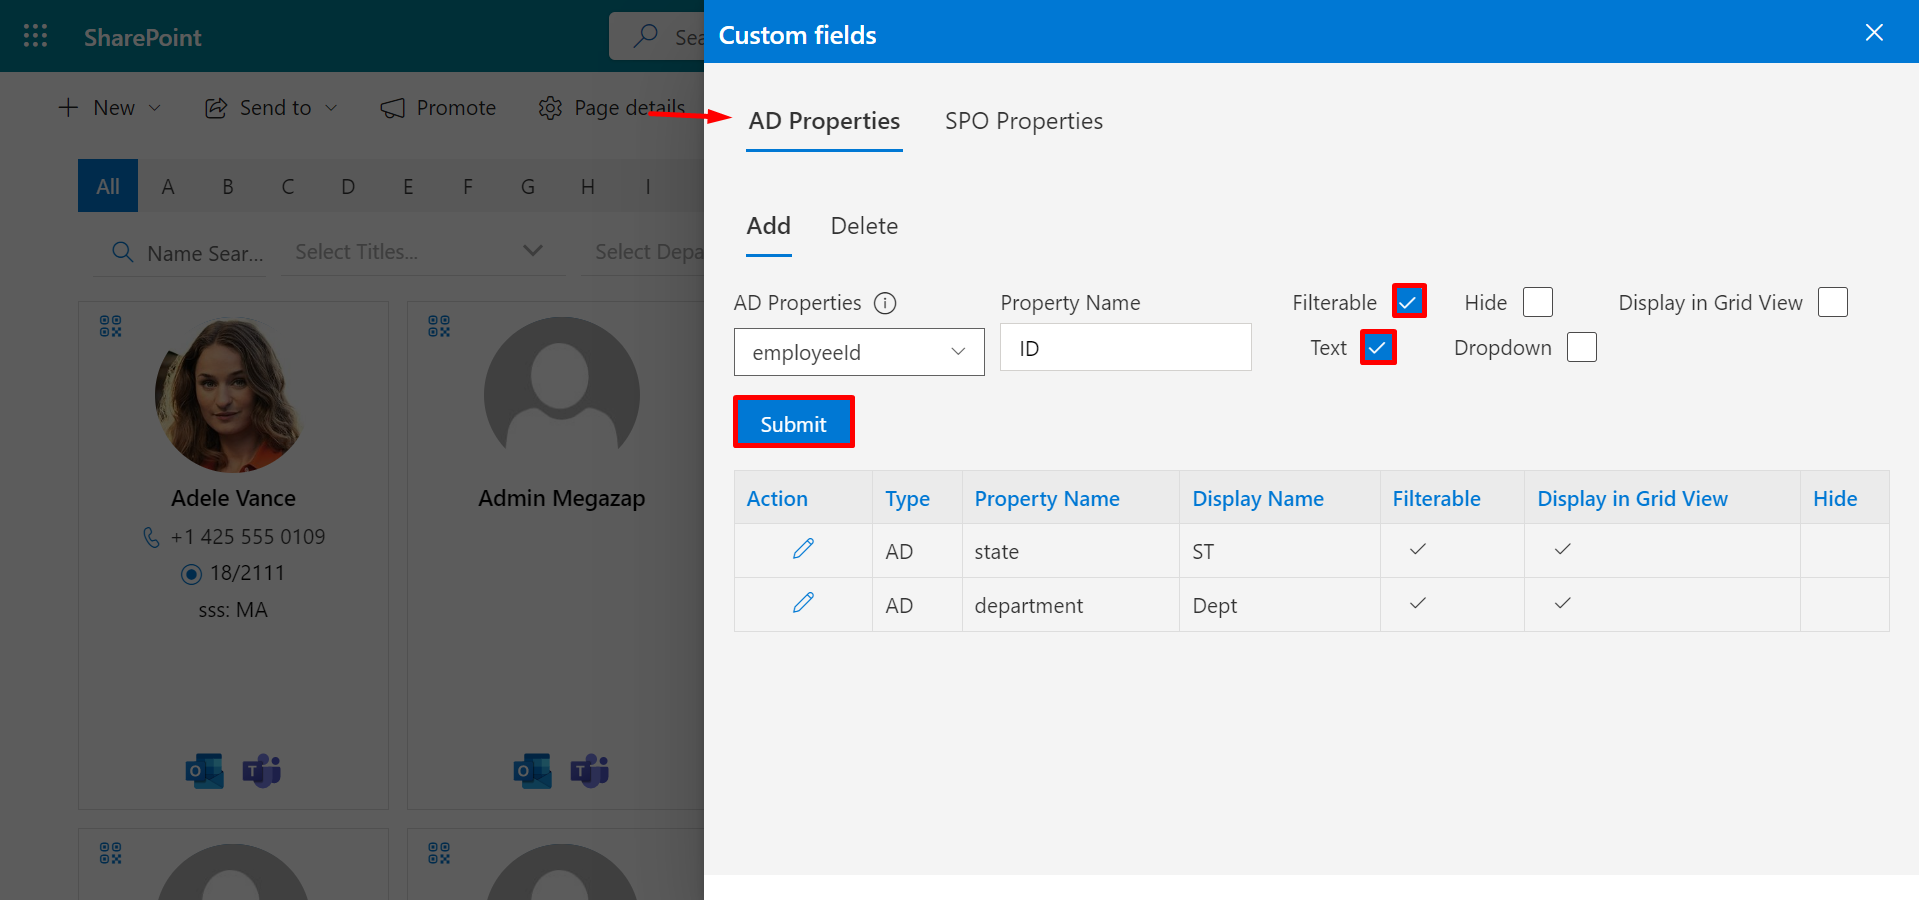 SharePoint
Sea
Custom fields
New
Send to
Promote
Page details
AD Properties
SPO Properties
All A B C D E F G H I
Add
Delete
Name Sear...
Select Titles...
Select Depa
AD Properties
Property Name
Filterable
Hide
Display in Grid View
employeeId
ID
Text
Dropdown
Submit
Action Type Property Name Display Name Filterable Display in Grid View Hide
AD state ST
AD department Dept
Adele Vance
+1 425 555 0109
18/2111
sss: MA
Admin Megazap